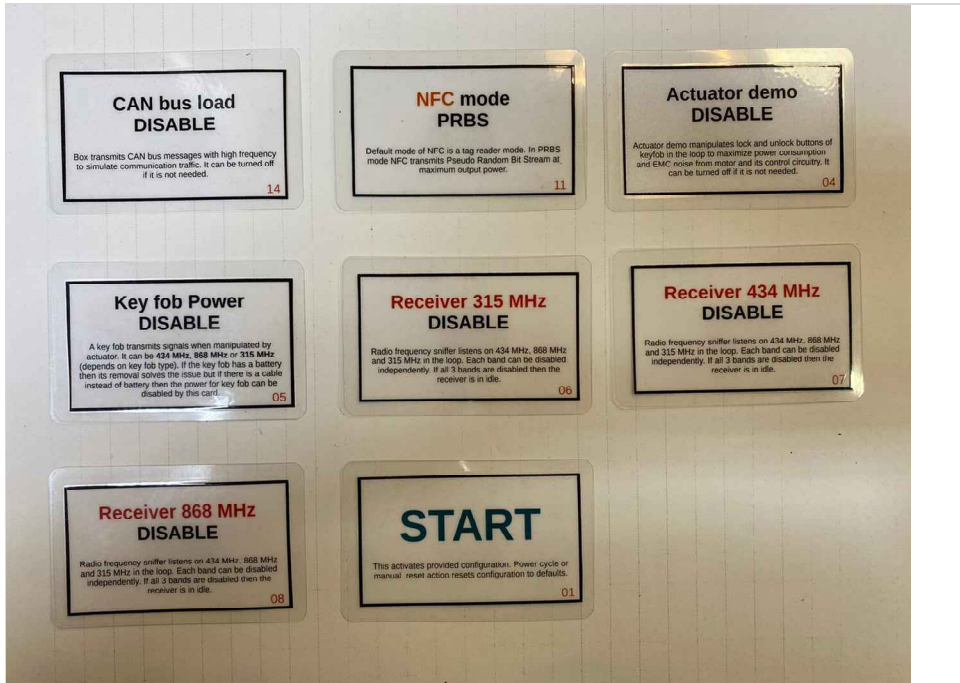 CAN bus load
DISABLE
Box transmits CAN bus messages with high frequency
to simulate communication traffic. It can be turned off
if it is not needed.
14
NFC mode
PRBS
Default mode of NFC is a tag reader mode. In PRBS
mode NFC transmits Pseudo Random Bit Stream at
maximum output power.
11
Actuator demo
DISABLE
Actuator demo manipulates lock and unlock buttons of
keyfob in the loop to maximize power consumption
and EMC noise from motor and its control circuitry. It
can be turned off if it is not needed.
04
Key fob Power
DISABLE
A key fob transmits signals when manipulated by
actuator. It can be 434 MHz, 868 MHz or 315 MHz
(depends on key fob type). If the key fob has a battery
then its removal solves the issue but if there is a cable
instead of battery then the power for key fob can be
disabled by this card.
05
Receiver 315 MHz
DISABLE
Radio frequency sniffer listens on 434 MHz, 868 MHz
and 315 MHz in the loop. Each band can be disabled
independently. If all 3 bands are disabled then the
receiver is in idle.
06
Receiver 434 MHz
DISABLE
Radio frequency sniffer listens on 434 MHz, 868 MHz
and 315 MHz in the loop. Each band can be disabled
independently. If all 3 bands are disabled then the
receiver is in idle.
07
Receiver 868 MHz
DISABLE
Radio frequency sniffer listens on 434 MHz, 868 MHz
and 315 MHz in the loop. Each band can be disabled
independently. If all 3 bands are disabled then the
receiver is in idle.
08
START
This activates provided configuration. Power cycle or
manual reset action resets configuration to defaults.
01